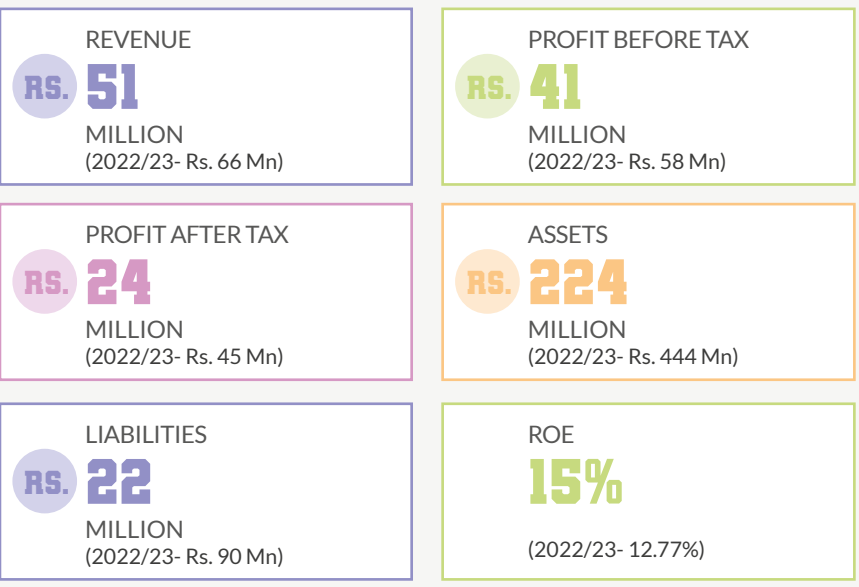 REVENUE
RS. 51
MILLION
(2022/23- Rs. 66 Mn)
PROFIT BEFORE TAX
RS. 41
MILLION
(2022/23- Rs. 58 Mn)
PROFIT AFTER TAX
RS. 24
MILLION
(2022/23- Rs. 45 Mn)
ASSETS
RS. 224
MILLION
(2022/23- Rs. 444 Mn)
LIABILITIES
RS. 22
MILLION
(2022/23- Rs. 90 Mn)
ROE
15%
(2022/23- 12.77%)